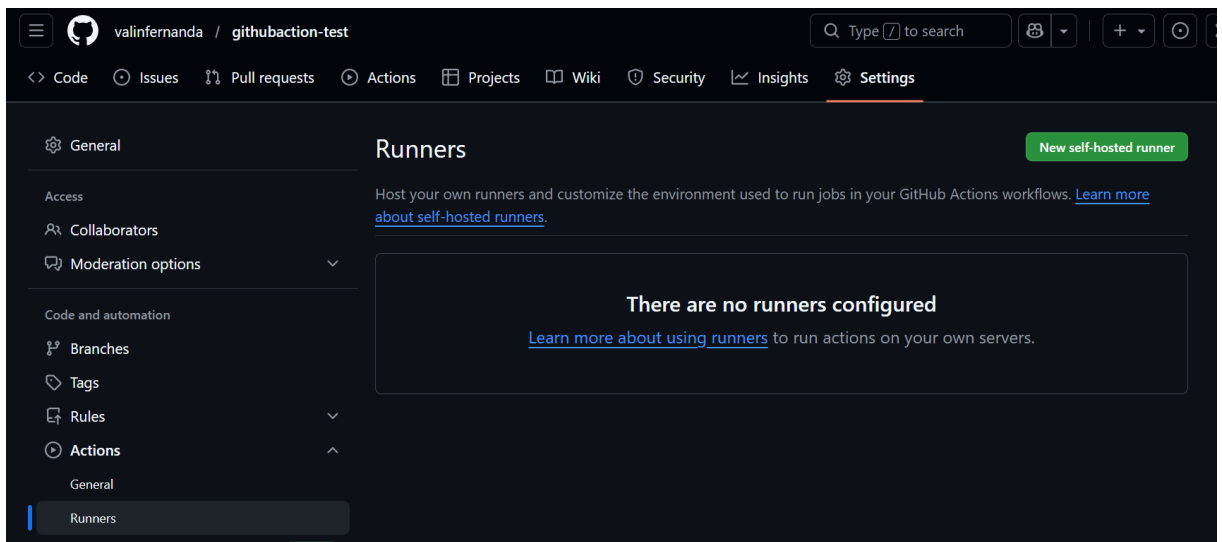 valinfernanda / githubaction-test
Type / to search
Code Issues Pull requests Actions Projects Wiki Security Insights Settings
General
Access
Collaborators
Moderation options
Code and automation
Branches
Tags
Rules
Actions
General
Runners
Runners
New self-hosted runner
Host your own runners and customize the environment used to run jobs in your GitHub Actions workflows. Learn more
about self-hosted runners.
There are no runners configured
Learn more about using runners to run actions on your own servers.